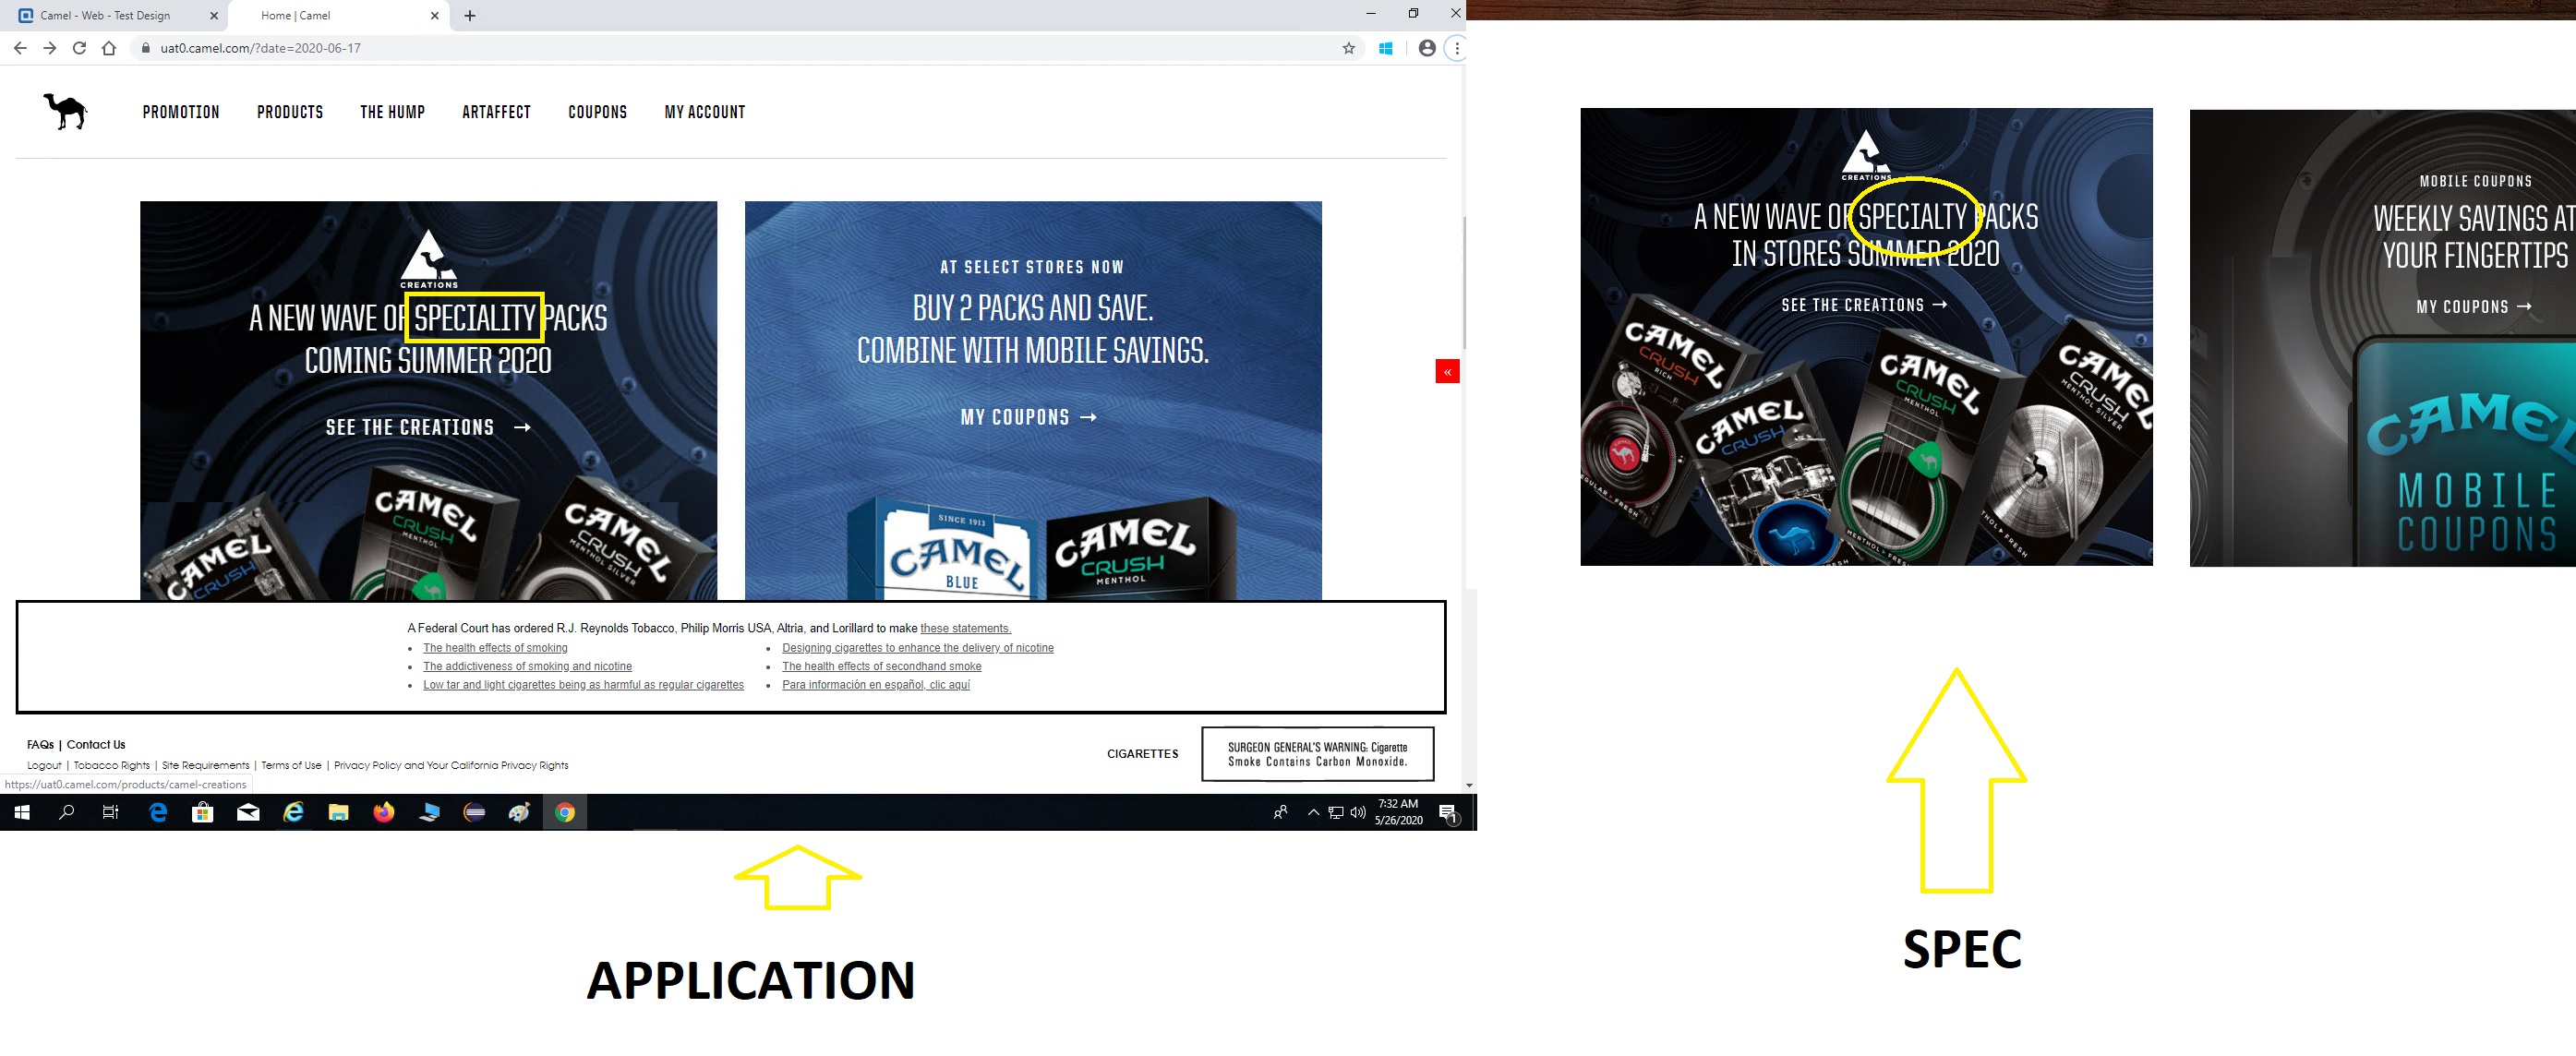 Camel - Web - Test Design
Home | Camel
uat0.camel.com/?date=2020-06-17
PROMOTION
PRODUCTS
THE HUMP
ARTAFFECT
COUPONS
MY ACCOUNT
CREATIONS
A NEW WAVE OF SPECIALITY PACKS
COMING SUMMER 2020
SEE THE CREATIONS →
CAMEL
CRUSH
CAMEL
CRUSH
MENTHOL
CAMEL
CRUSH
MENTHOL SILVER
AT SELECT STORES NOW
BUY 2 PACKS AND SAVE.
COMBINE WITH MOBILE SAVINGS.
MY COUPONS →
SINCE 1913
CAMEL
BLUE
CAMEL
CRUSH
MENTHOL
«
A Federal Court has ordered R.J. Reynolds Tobacco, Philip Morris USA, Altria, and Lorillard to make these statements.
• The health effects of smoking
• The addictiveness of smoking and nicotine
• Low tar and light cigarettes being as harmful as regular cigarettes
• Designing cigarettes to enhance the delivery of nicotine
• The health effects of secondhand smoke
• Para información en español, clic aquí
FAQs | Contact Us
Logout | Tobacco Rights | Site Requirements | Terms of Use | Privacy Policy and Your California Privacy Rights
CIGARETTES
SURGEON GENERAL'S WARNING: Cigarette
Smoke Contains Carbon Monoxide.
https://uat0.camel.com/products/camel-creations
7:32 AM
5/26/2020
1
APPLICATION
CREATIONS
A NEW WAVE OF SPECIALTY PACKS
IN STORES SUMMER 2020
SEE THE CREATIONS →
CAMEL
CRUSH
RICH
CAMEL
CRUSH
CAMEL
CRUSH
MENTHOL
CAMEL
CRUSH
MENTHOL SILVER
MOBILE COUPONS
WEEKLY SAVINGS AT
YOUR FINGERTIPS
MY COUPONS →
CAMEL
MOBILE
COUPONS
SPEC